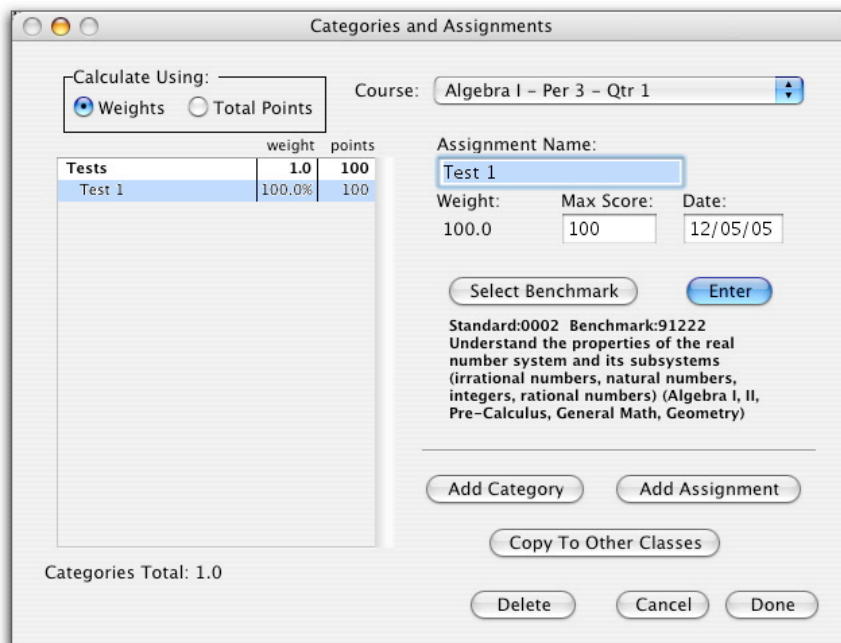 Categories and Assignments
Calculate Using:
Weights Total Points
Course: Algebra I - Per 3 - Qtr 1
weight points
Tests 1.0 100
Test 1 100.0% 100
Assignment Name:
Test 1
Weight: Max Score: Date:
100.0 100 12/05/05
Select Benchmark Enter
Standard:0002 Benchmark:91222
Understand the properties of the real
number system and its subsystems
(irrational numbers, natural numbers,
integers, rational numbers) (Algebra I, II,
Pre-Calculus, General Math, Geometry)
Add Category Add Assignment
Copy To Other Classes
Categories Total: 1.0
Delete Cancel Done